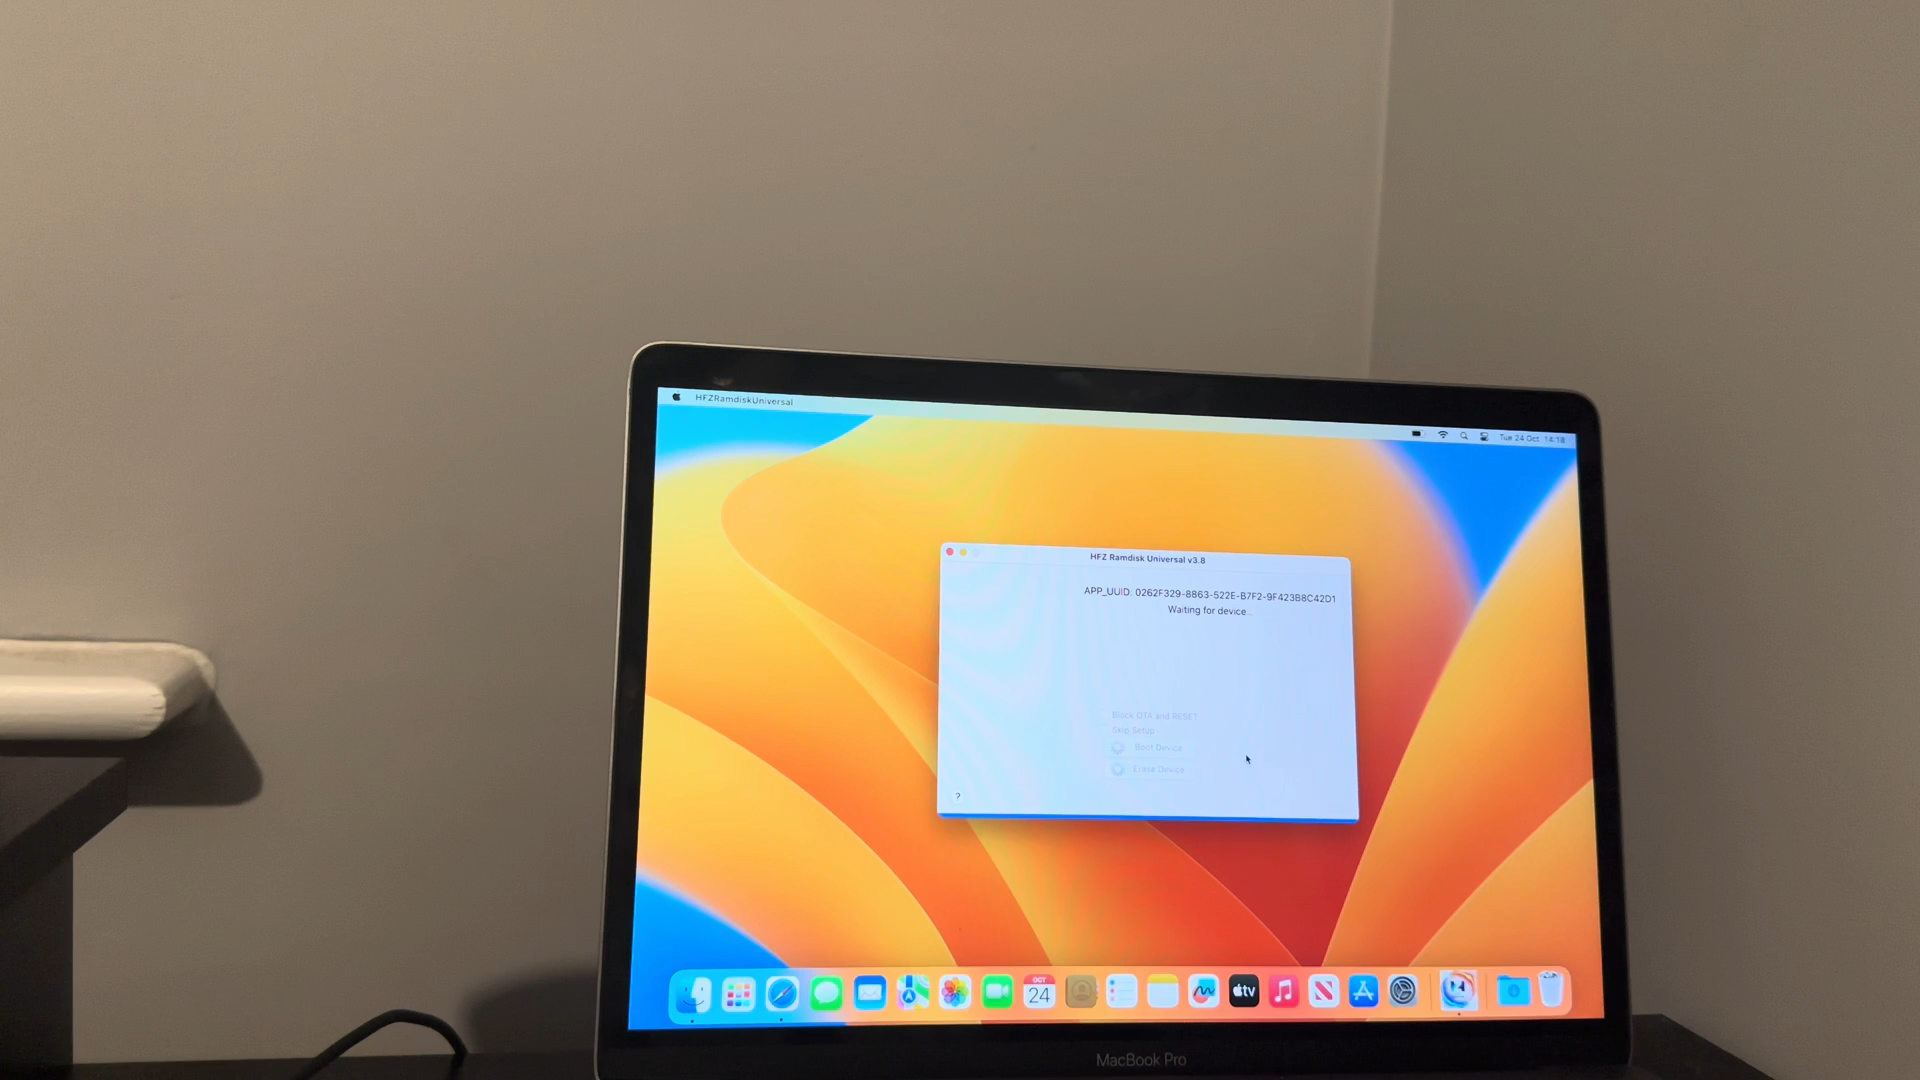 HFZRamdiskUniversal
Tue 24 Oct 14:18
HFZ Ramdisk Universal v3.8
APP_UUID: 0262F329-8863-522E-B7F2-9F423B8C42D1
Waiting for device...
Block OTA and RESET
Skip Setup
Boot Device
Erase Device
?
OCT
24
tv
MacBook Pro